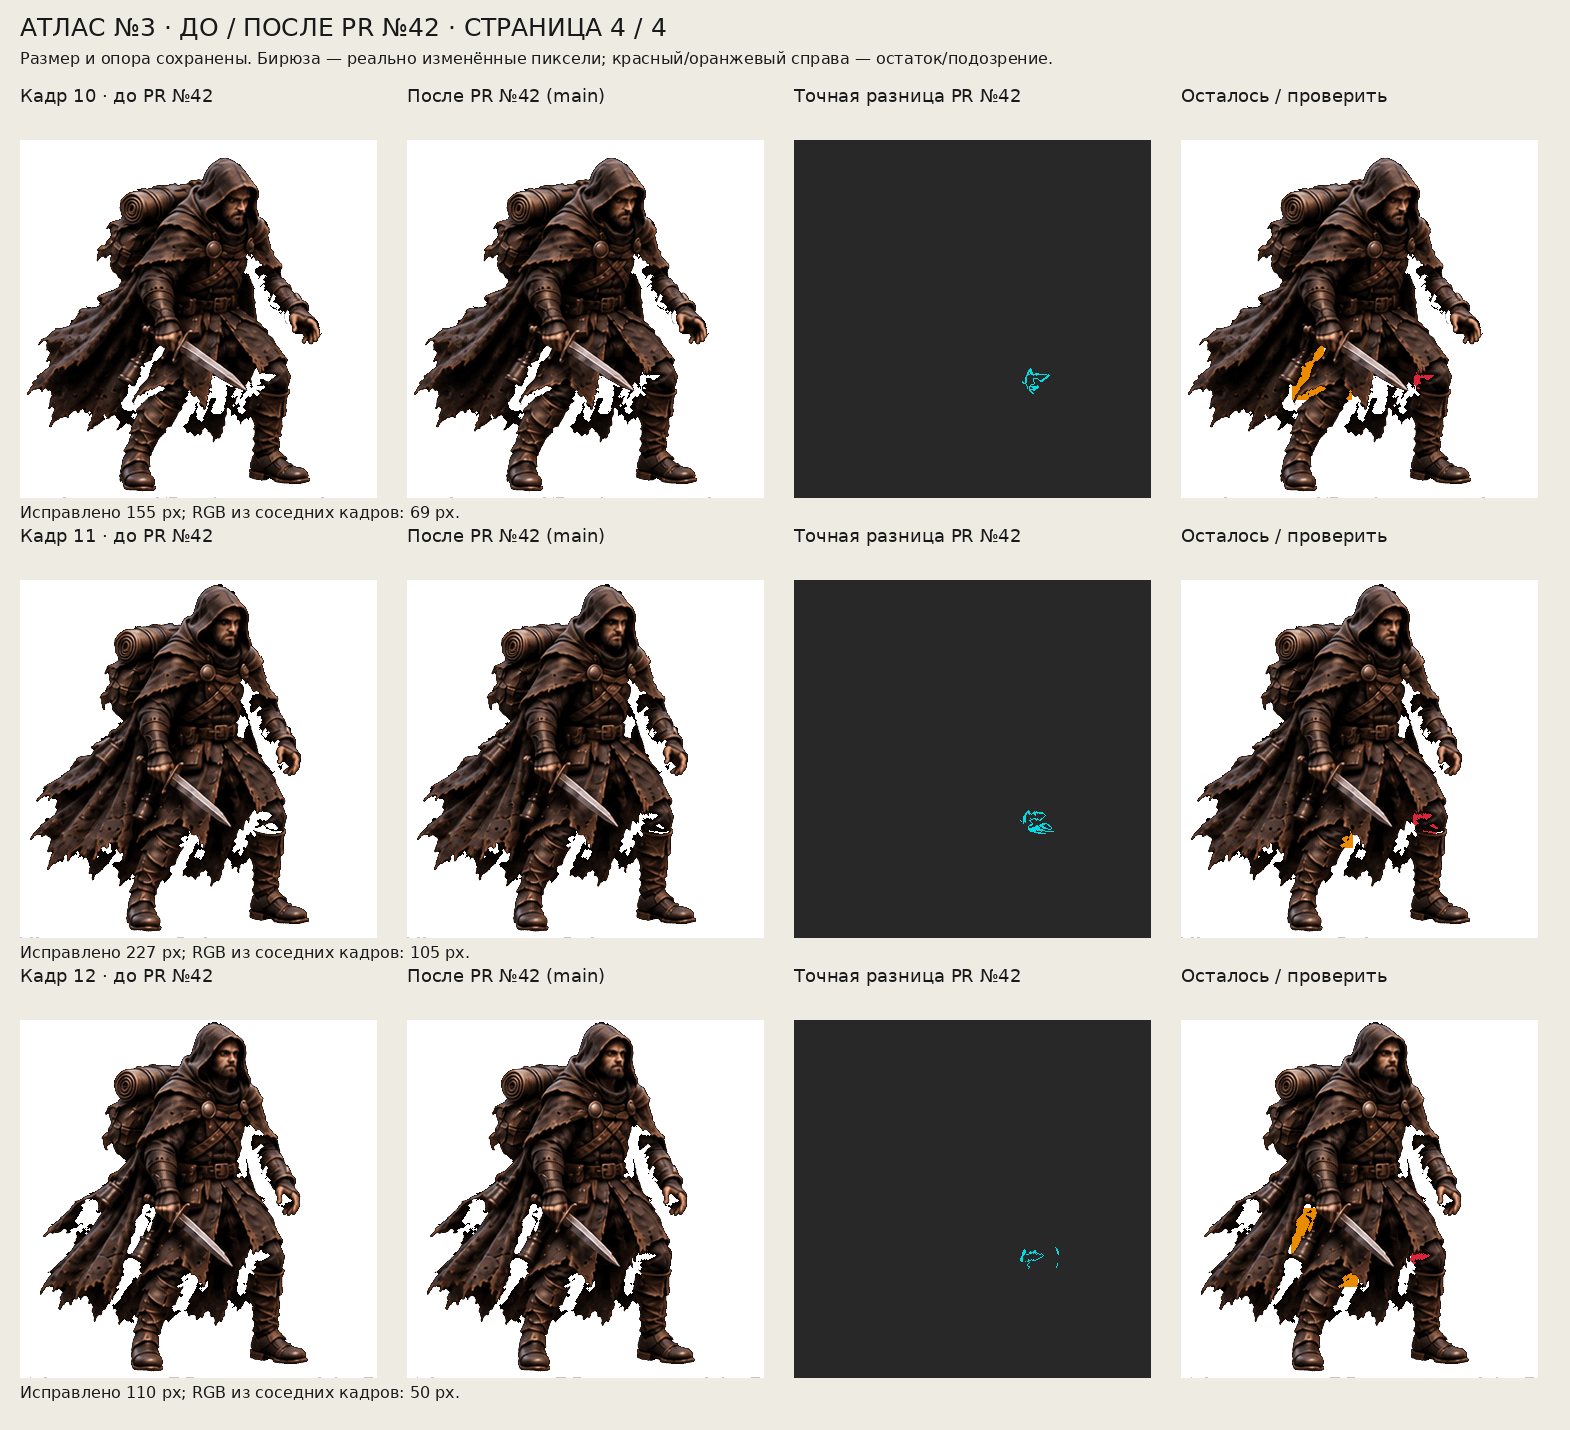 АТЛАС №3 · ДО / ПОСЛЕ PR №42 · СТРАНИЦА 4 / 4
Размер и опора сохранены. Бирюза — реально изменённые пиксели; красный/оранжевый справа — остаток/подозрение.
Кадр 10 · до PR №42
После PR №42 (main)
Точная разница PR №42
Осталось / проверить
Исправлено 155 px; RGB из соседних кадров: 69 px.
Кадр 11 · до PR №42
После PR №42 (main)
Точная разница PR №42
Осталось / проверить
Исправлено 227 px; RGB из соседних кадров: 105 px.
Кадр 12 · до PR №42
После PR №42 (main)
Точная разница PR №42
Осталось / проверить
Исправлено 110 px; RGB из соседних кадров: 50 px.